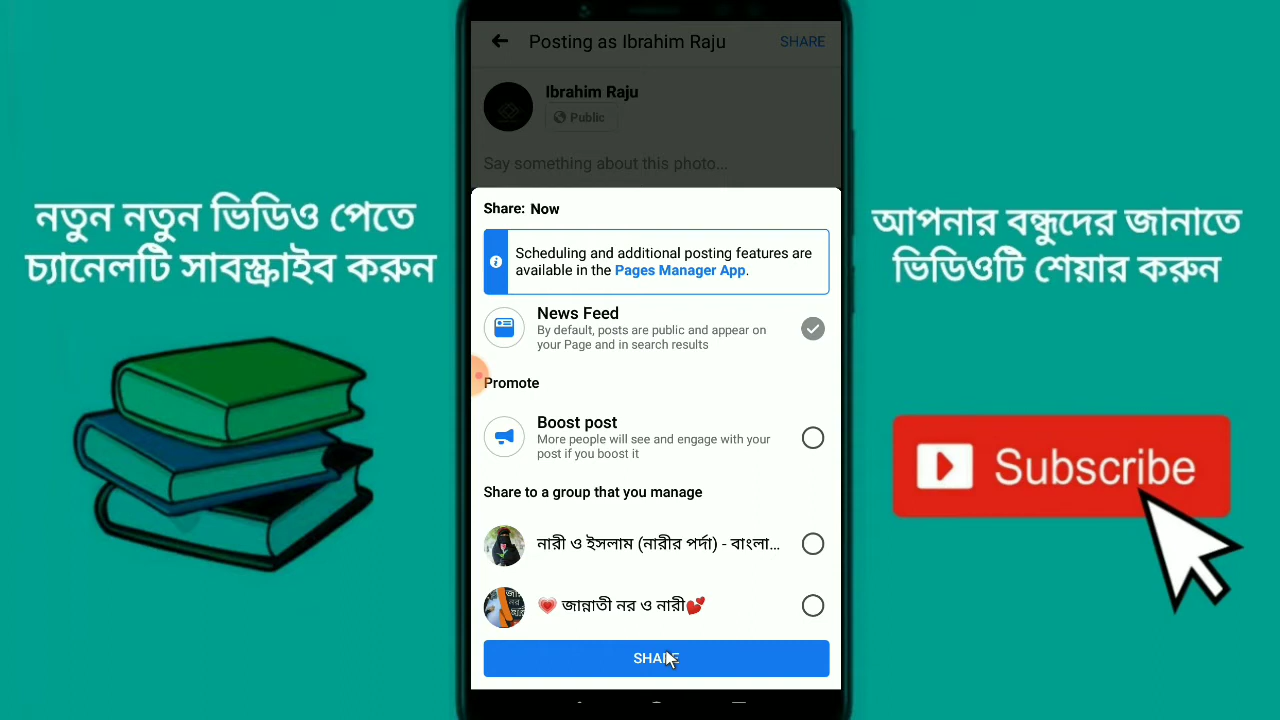 Posting as Ibrahim Raju
SHARE
Ibrahim Raju
Public
Say something about this photo...
Share: Now
Scheduling and additional posting features are
available in the Pages Manager App.
News Feed
By default, posts are public and appear on
your Page and in search results
Promote
Boost post
More people will see and engage with your
post if you boost it
Share to a group that you manage
নারী ও ইসলাম (নারীর পর্দা) - বাংলা...
💗 জান্নাতী নর ও নারী💕
SHARE
নতুন নতুন ভিডিও পেতে
চ্যানেলটি সাবস্ক্রাইব করুন
আপনার বন্ধুদের জানাতে
ভিডিওটি শেয়ার করুন
Subscribe